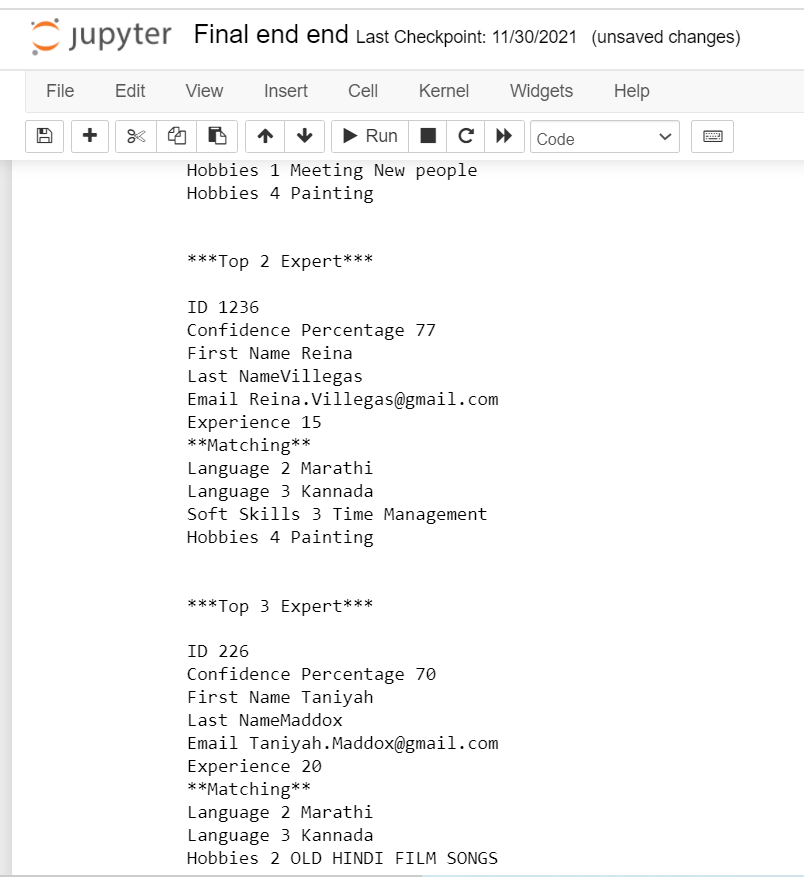 jupyter Final end end Last Checkpoint: 11/30/2021 (unsaved changes)
File Edit View Insert Cell Kernel Widgets Help
Run Code
Hobbies 1 Meeting New people
Hobbies 4 Painting
***Top 2 Expert***
ID 1236
Confidence Percentage 77
First Name Reina
Last NameVillegas
Email Reina.Villegas@gmail.com
Experience 15
**Matching**
Language 2 Marathi
Language 3 Kannada
Soft Skills 3 Time Management
Hobbies 4 Painting
***Top 3 Expert***
ID 226
Confidence Percentage 70
First Name Taniyah
Last NameMaddox
Email Taniyah.Maddox@gmail.com
Experience 20
**Matching**
Language 2 Marathi
Language 3 Kannada
Hobbies 2 OLD HINDI FILM SONGS